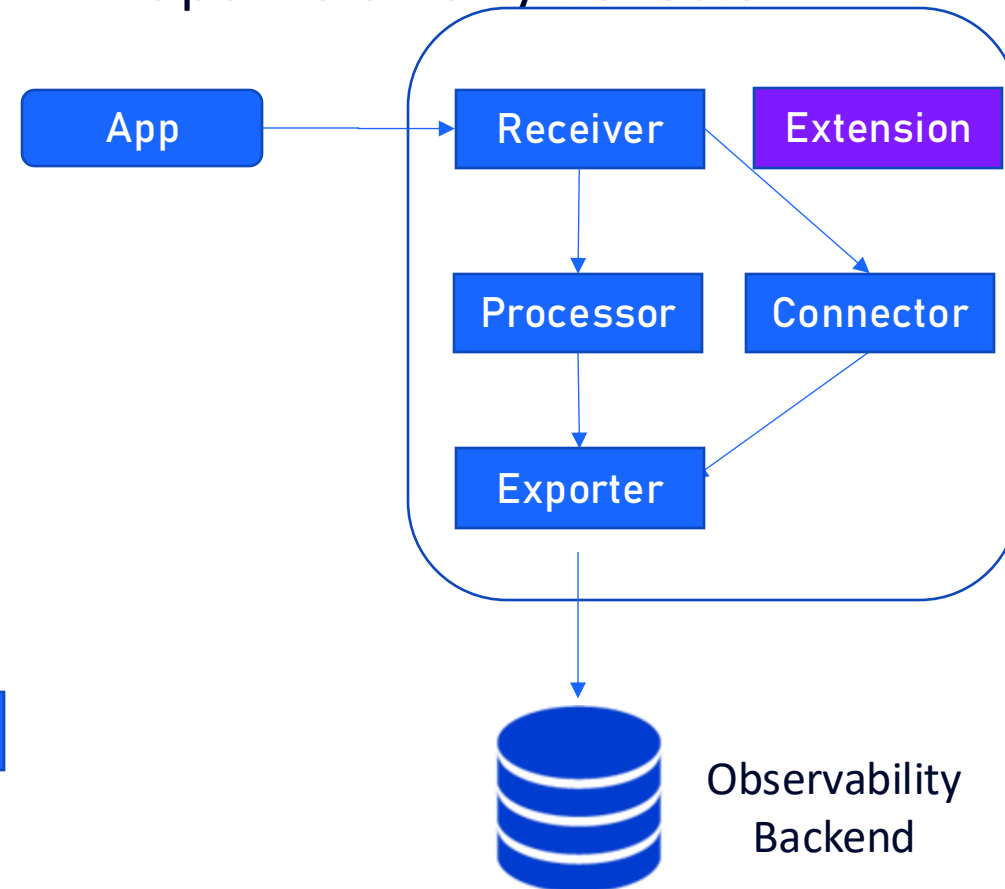 App
Receiver
Extension
Processor
Connector
Exporter
Observability
Backend